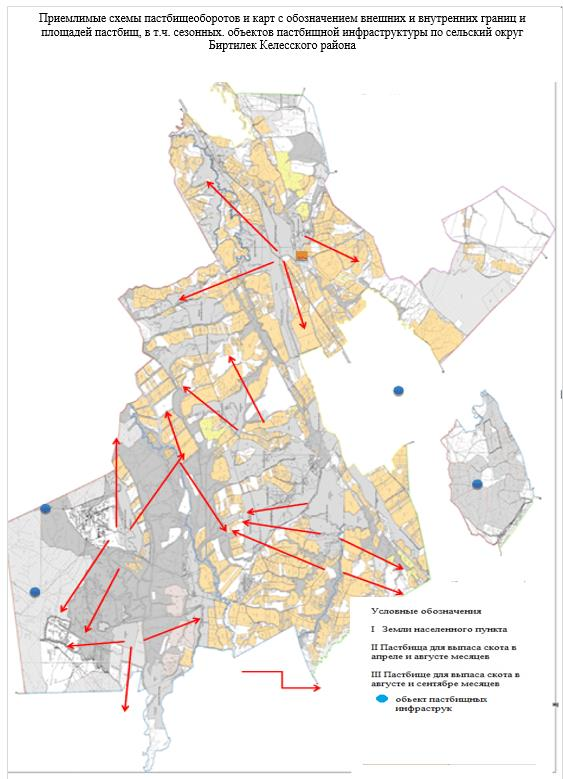 Приемлимые схемы пастбищеоборотов и карт с обозначением внешних и внутренних границ и
площадей пастбищ, в т.ч. сезонных. объектов пастбищной инфраструктуры по сельский округ
Биртилек Келесского района
Условные обозначения
I Земли населенного пункта
II Пастбища для выпаса скота в
апреле и августе месяцев
III Пастбище для выпаса скота в
августе и сентябре месяцев
обьект пастбищных
инфраструк